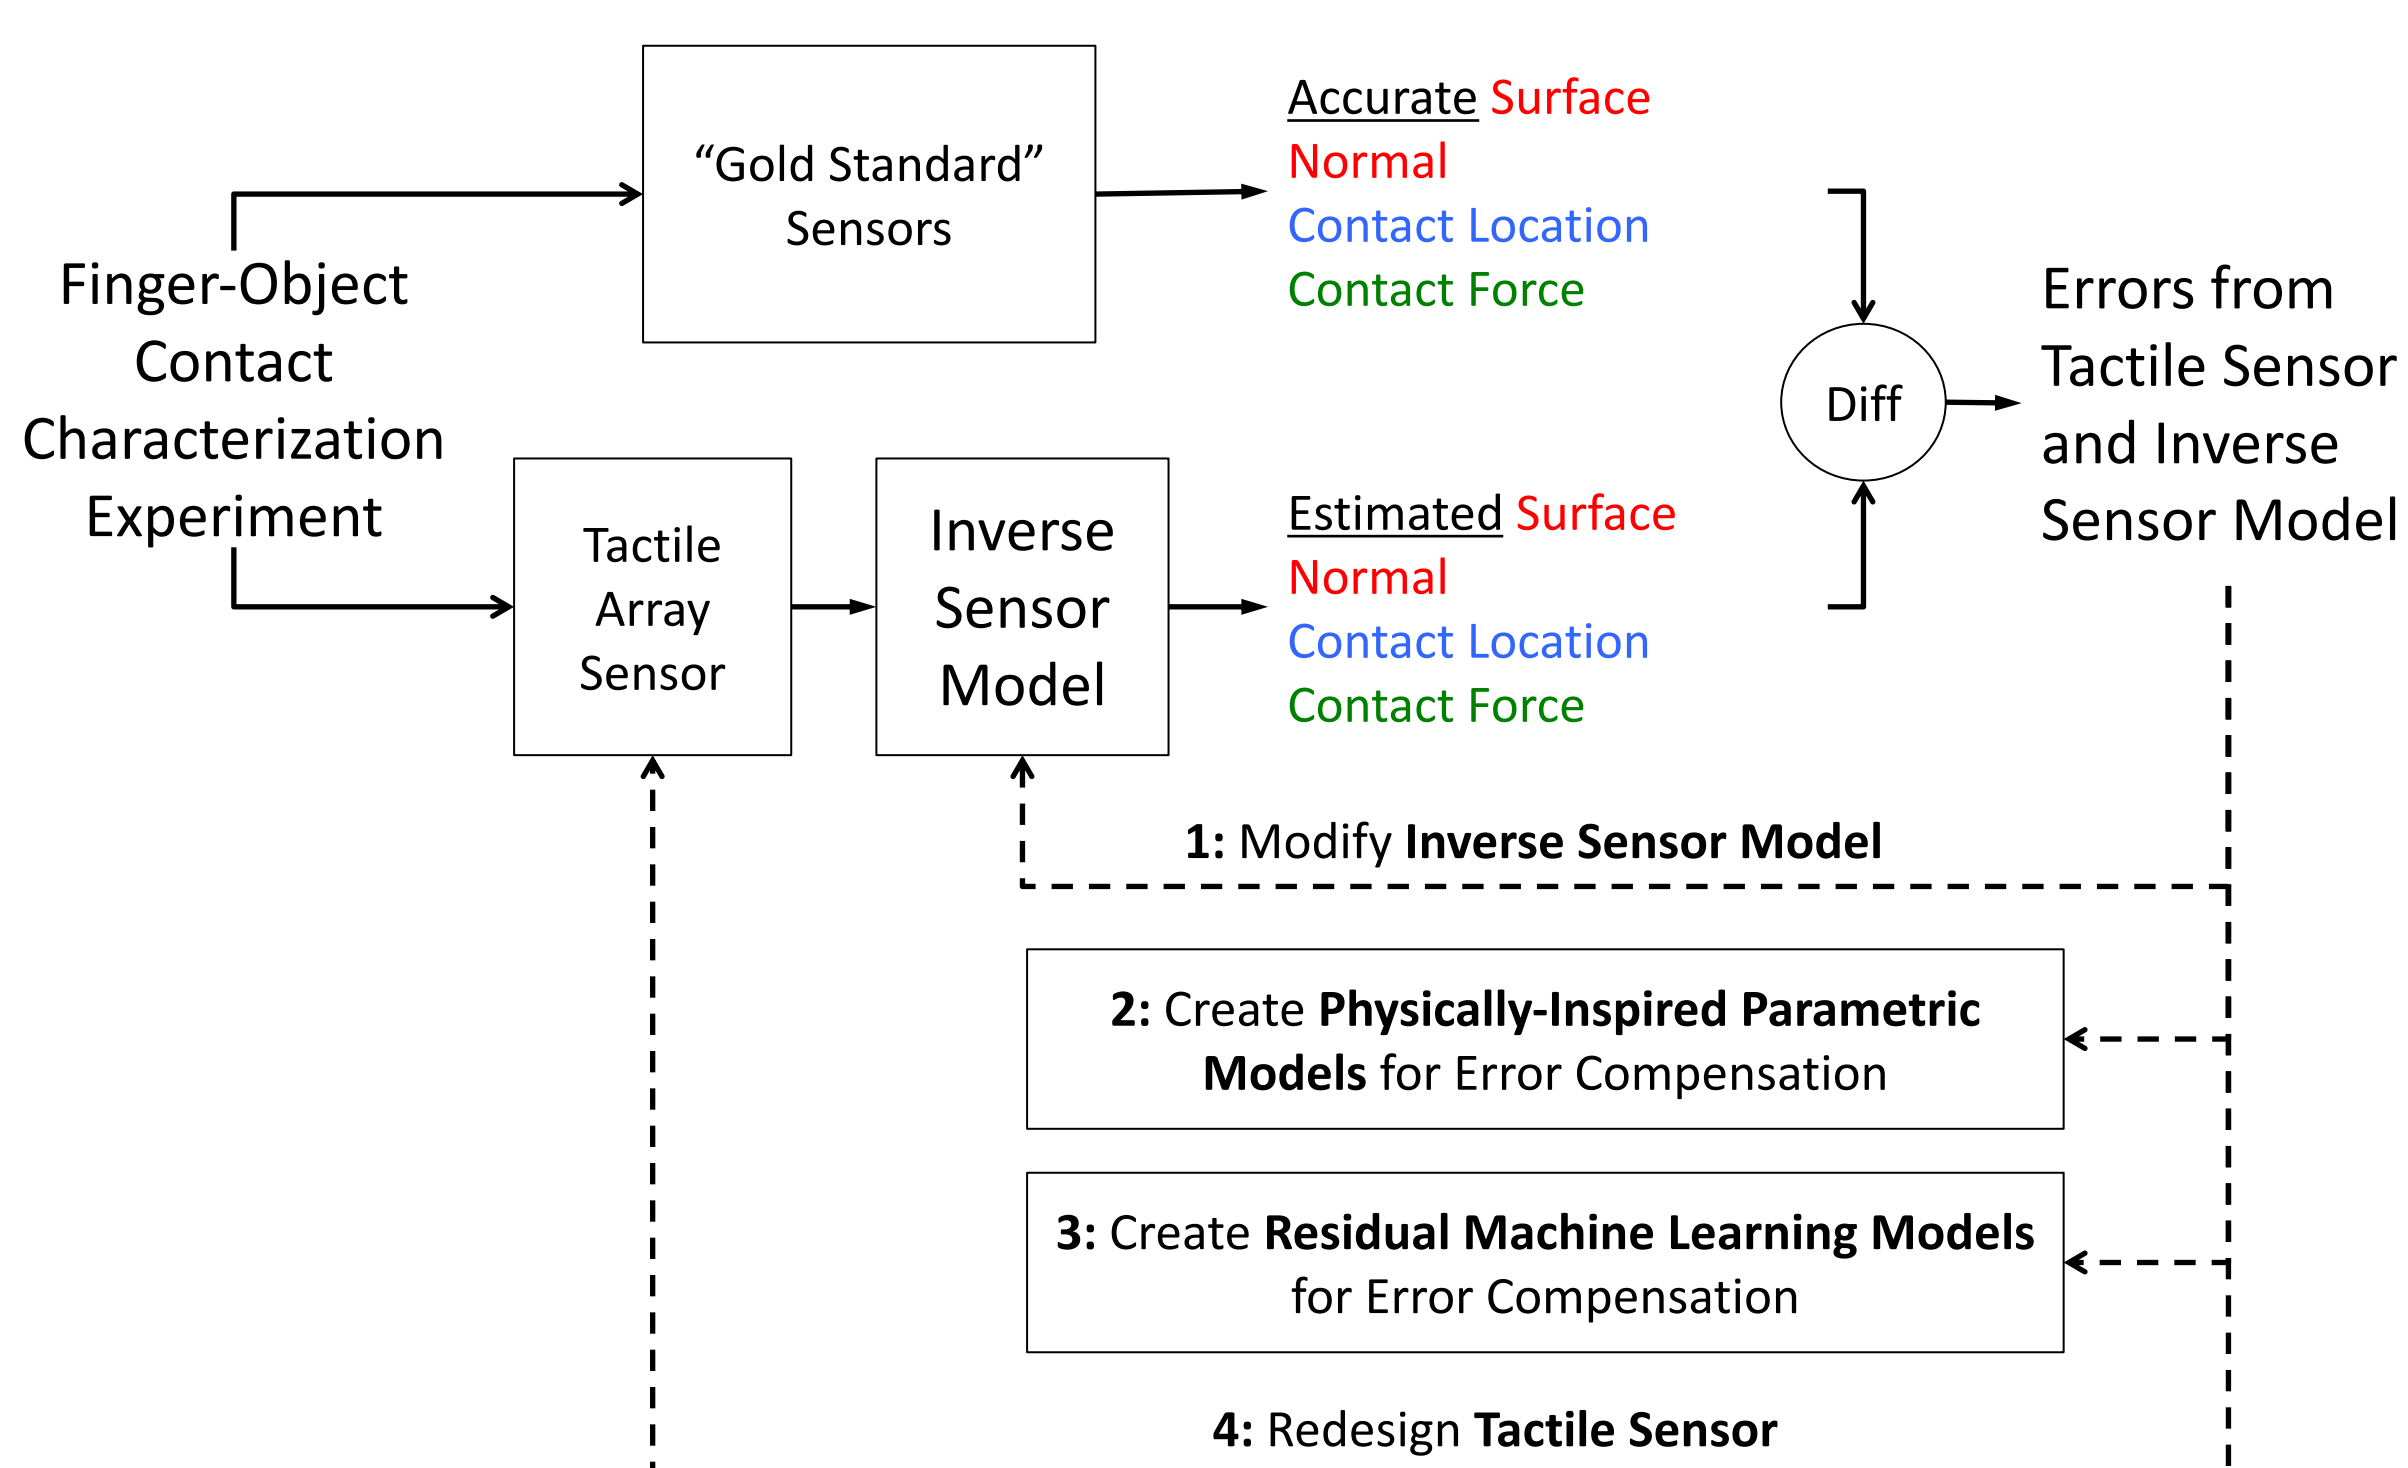 “Gold Standard”
Sensors
Accurate Surface
Normal
Contact Location
Contact Force
Finger-Object
Contact
Characterization
Experiment
Tactile
Array
Sensor
Inverse
Sensor
Model
Estimated Surface
Normal
Contact Location
Contact Force
Diff
Errors from
Tactile Sensor
and Inverse
Sensor Model
1: Modify Inverse Sensor Model
2: Create Physically-Inspired Parametric
Models for Error Compensation
3: Create Residual Machine Learning Models
for Error Compensation
4: Redesign Tactile Sensor